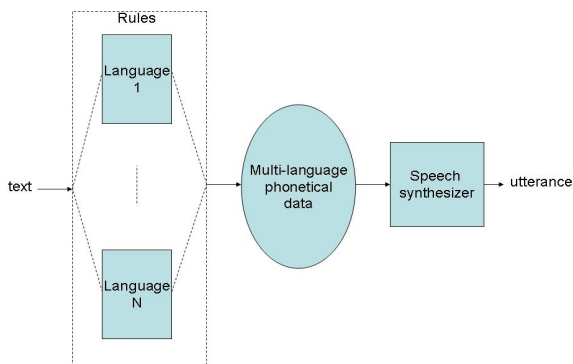 Rules
Language
1
text
Multi-language
phonetical
data
Speech
synthesizer
utterance
Language
N